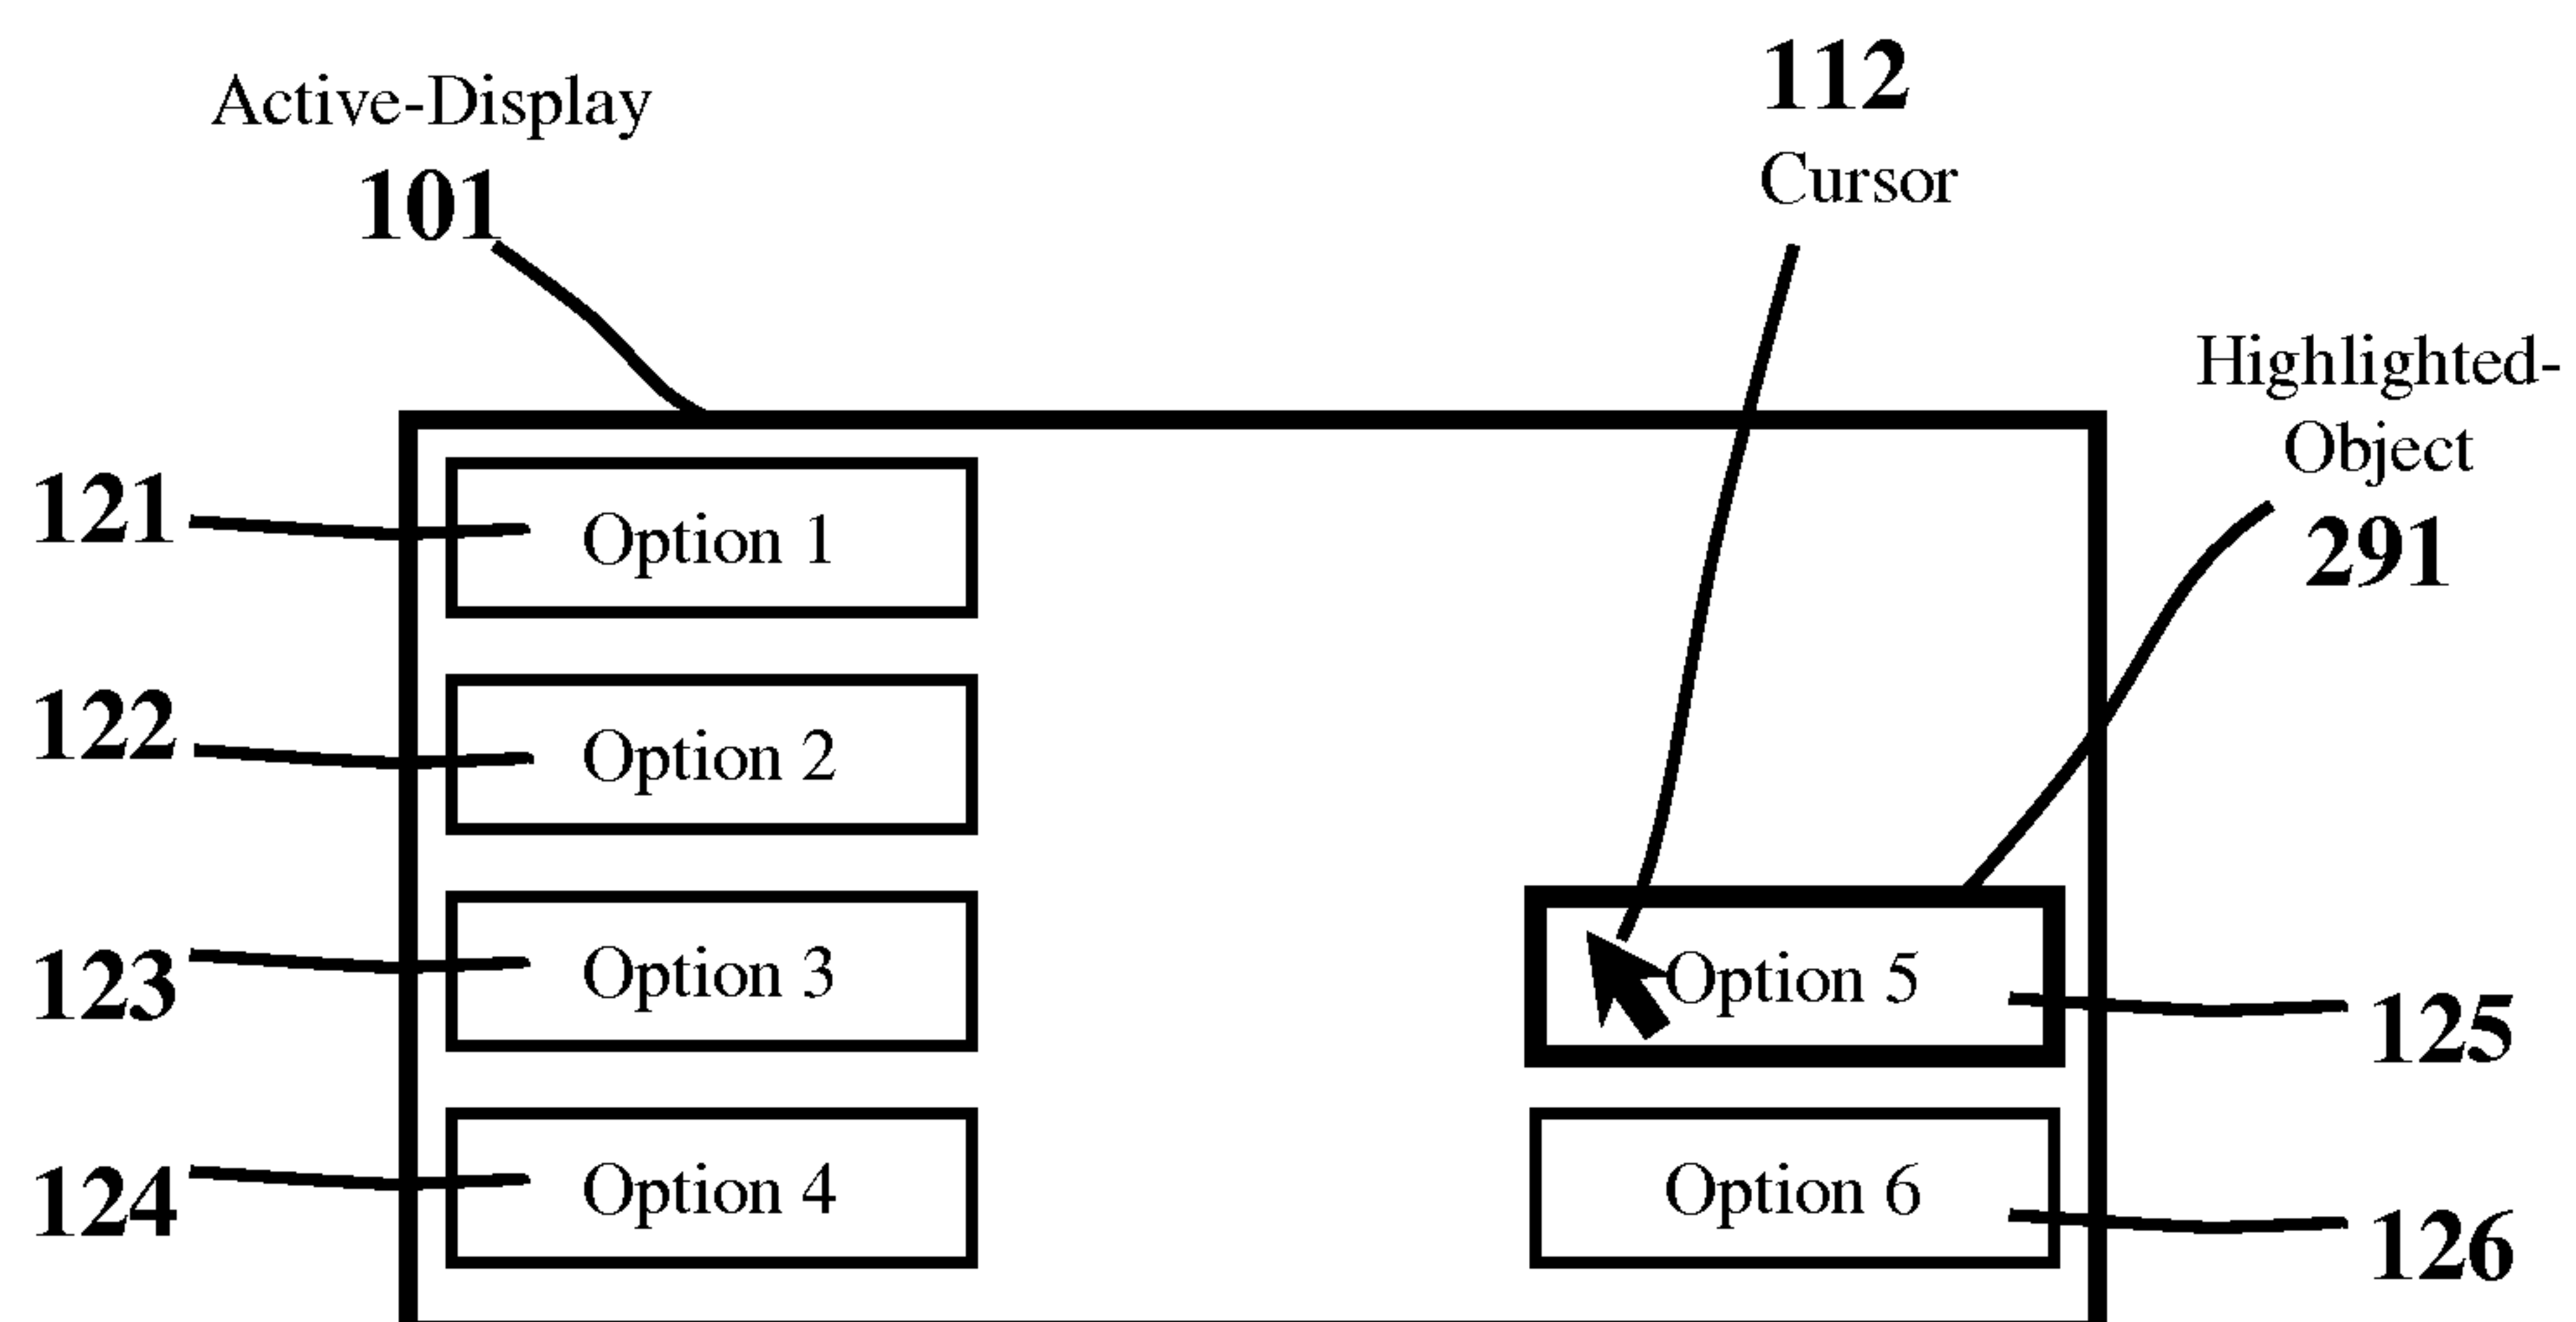 Active-Display
101
112
Cursor
Highlighted-
Object
291
121
Option 1
122
Option 2
123
Option 3
Option 5
125
124
Option 4
Option 6
126